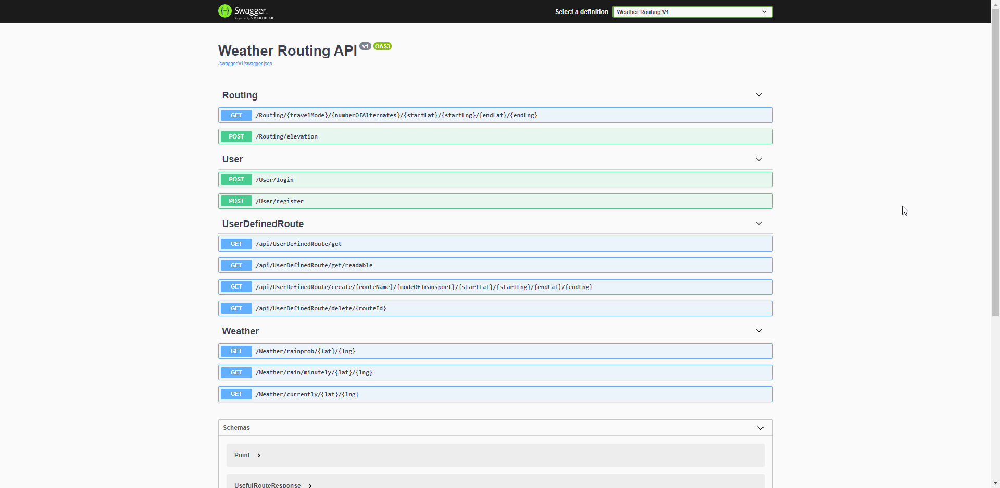 Swagger.
Supported by SMARTBEAR
Select a definition
Weather Routing V1
Weather Routing API v1 OAS3
/swagger/v1/swagger.json
Routing
GET /Routing/{travelMode}/{numberOfAlternates}/{startLat}/{startLng}/{endLat}/{endLng}
POST /Routing/elevation
User
POST /User/login
POST /User/register
UserDefinedRoute
GET /api/UserDefinedRoute/get
GET /api/UserDefinedRoute/get/readable
GET /api/UserDefinedRoute/create/{routeName}/{modeOfTransport}/{startLat}/{startLng}/{endLat}/{endLng}
GET /api/UserDefinedRoute/delete/{routeId}
Weather
GET /Weather/rainprob/{lat}/{lng}
GET /Weather/rain/minutely/{lat}/{lng}
GET /Weather/currently/{lat}/{lng}
Schemas
Point
UsefulRouteResponse